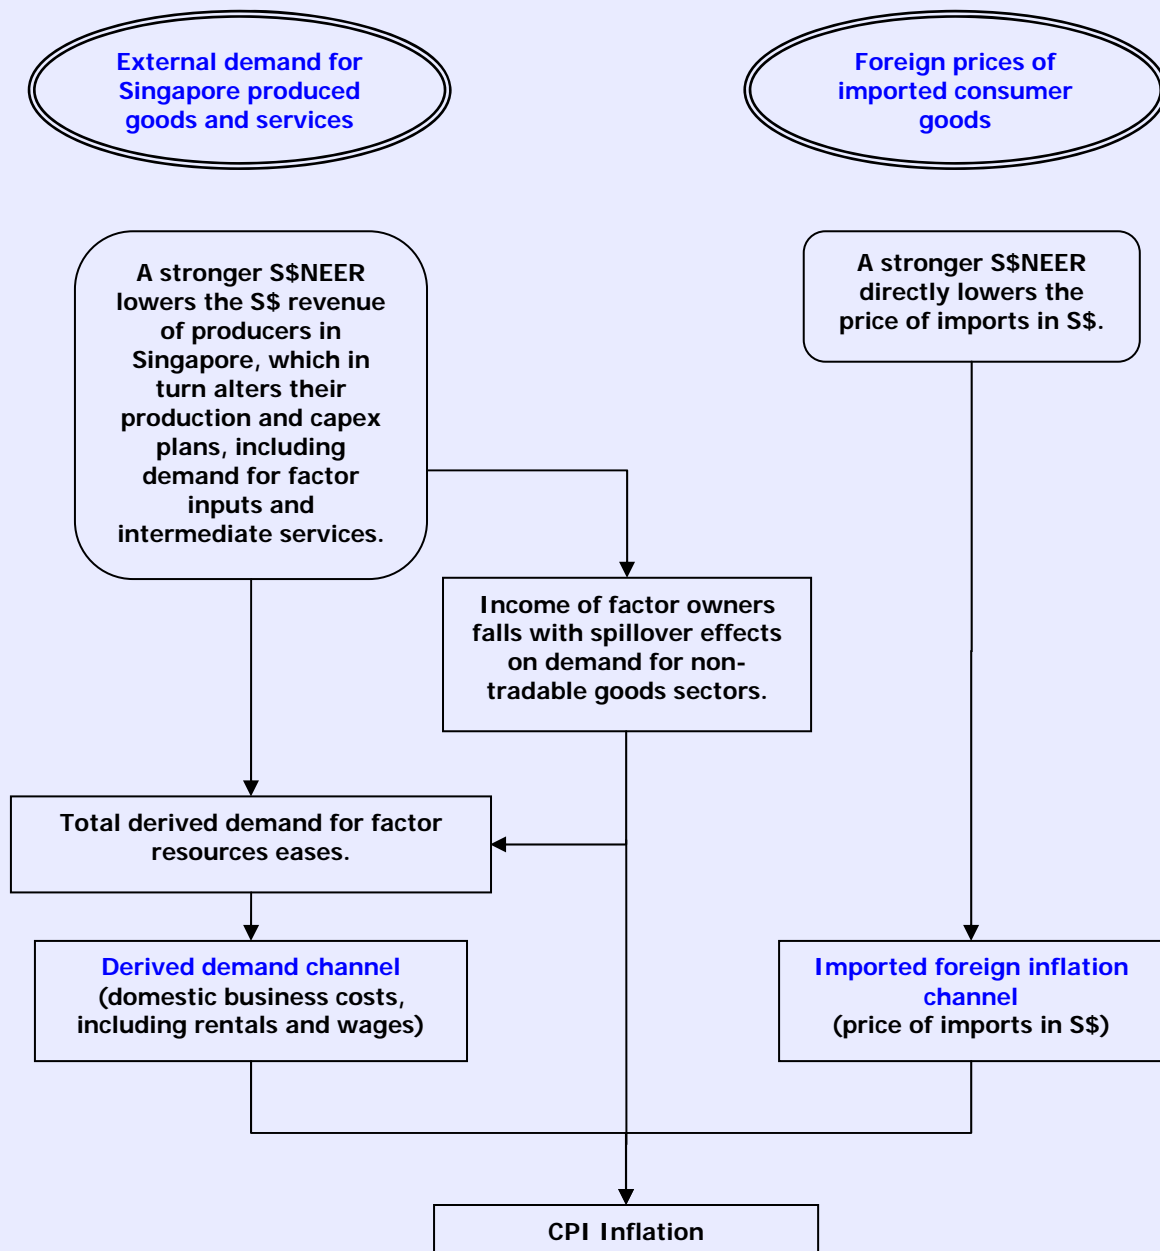 External demand for
Singapore produced
goods and services
Foreign prices of
imported consumer
goods
A stronger S$NEER
lowers the S$ revenue
of producers in
Singapore, which in
turn alters their
production and capex
plans, including
demand for factor
inputs and
intermediate services.
A stronger S$NEER
directly lowers the
price of imports in S$.
Income of factor owners
falls with spillover effects
on demand for non-
tradable goods sectors.
Total derived demand for factor
resources eases.
Derived demand channel
(domestic business costs,
including rentals and wages)
Imported foreign inflation
channel
(price of imports in S$)
CPI Inflation